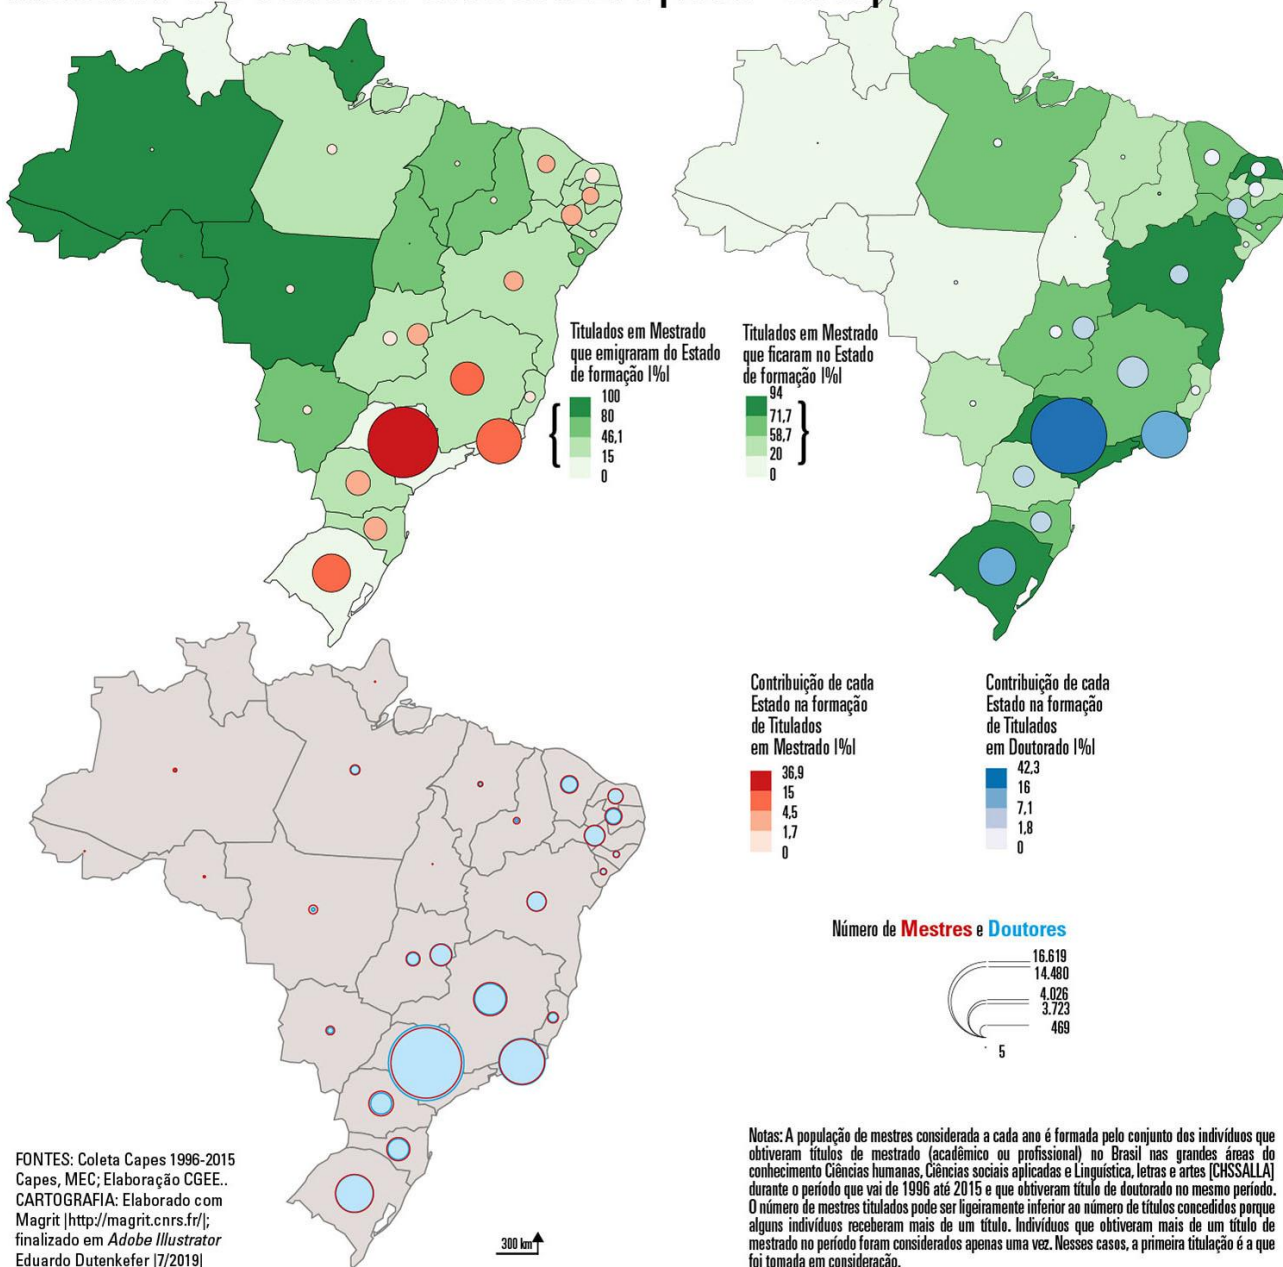 Titulados em Mestrado
que emigraram do Estado
de formação |%|
100
80
46,1
15
0
Titulados em Mestrado
que ficaram no Estado
de formação |%|
94
71,7
58,7
20
0
Contribuição de cada
Estado na formação
de Titulados
em Mestrado |%|
36,9
15
4,5
1,7
0
Contribuição de cada
Estado na formação
de Titulados
em Doutorado |%|
42,3
16
7,1
1,8
0
Número de Mestres e Doutores
16.619
14.480
4.026
3.723
469
5
300 km
FONTES: Coleta Capes 1996-2015
Capes, MEC; Elaboração CGEE..
CARTOGRAFIA: Elaborado com
Magrit |http://magrit.cnrs.fr/|;
finalizado em Adobe Illustrator
Eduardo Dutenkefer |7/2019|
Notas: A população de mestres considerada a cada ano é formada pelo conjunto dos indivíduos que
obtiveram títulos de mestrado (acadêmico ou profissional) no Brasil nas grandes áreas do
conhecimento Ciências humanas, Ciências sociais aplicadas e Linguística, letras e artes [CHSSALLA]
durante o período que vai de 1996 até 2015 e que obtiveram título de doutorado no mesmo período.
O número de mestres titulados pode ser ligeiramente inferior ao número de títulos concedidos porque
alguns indivíduos receberam mais de um título. Indivíduos que obtiveram mais de um título de
mestrado no período foram considerados apenas uma vez. Nesses casos, a primeira titulação é a que
foi tomada em consideração.